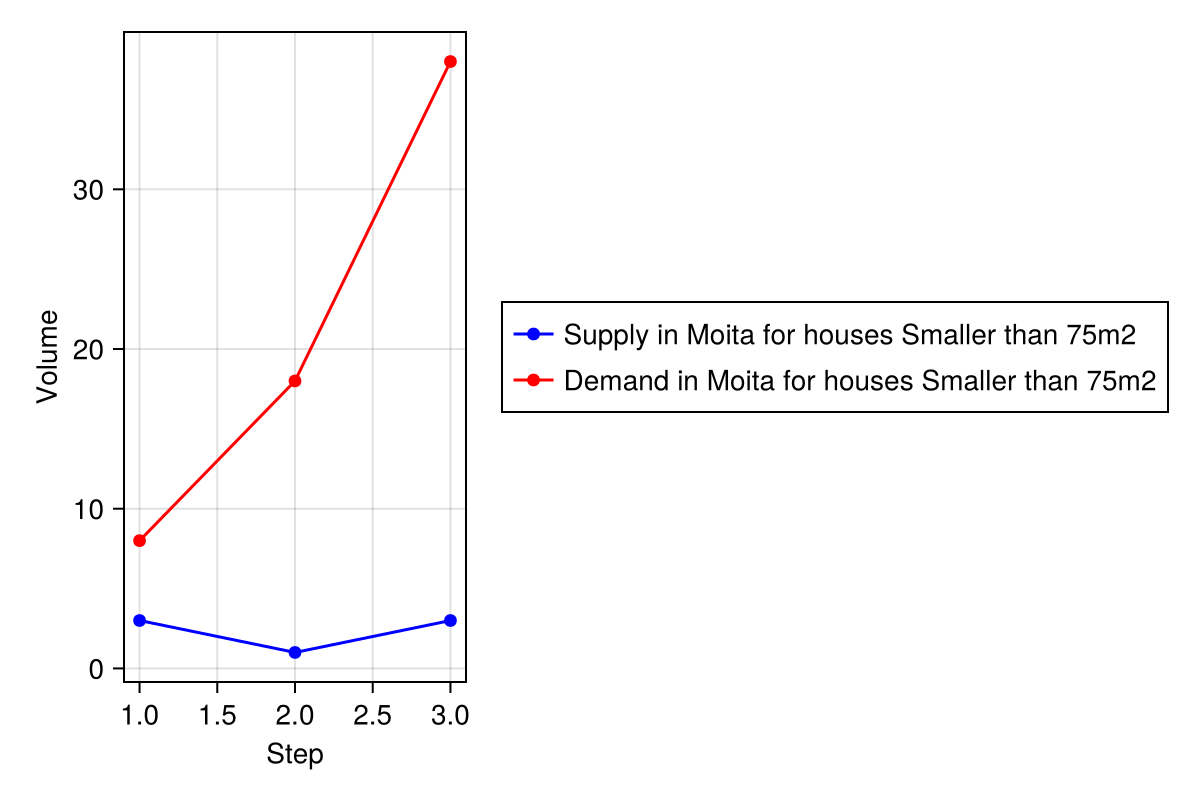 30
20
10
0
Volume
1.0 1.5 2.0 2.5 3.0
Step
Supply in Moita for houses Smaller than 75m2
Demand in Moita for houses Smaller than 75m2